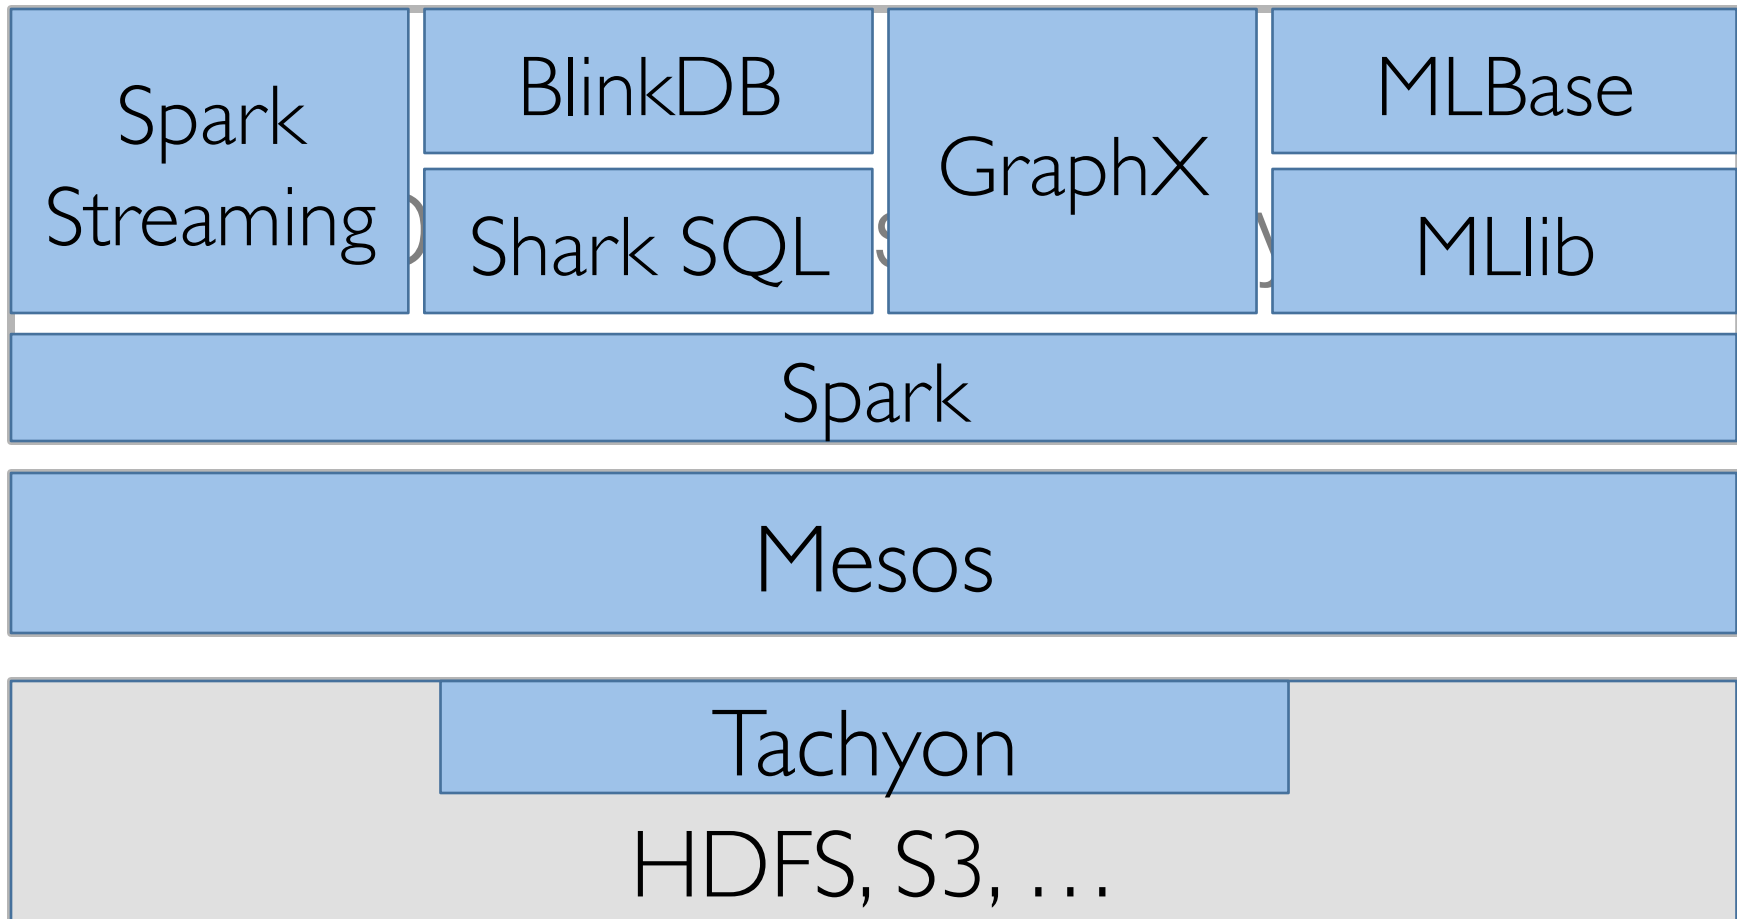 Spark
Streaming
BlinkDB
Shark SQL
GraphX
MLBase
MLlib
Spark
Mesos
Tachyon
HDFS, S3, …